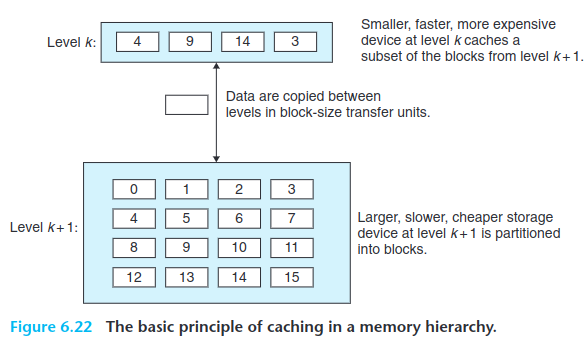 Level k:
4 9 14 3
Smaller, faster, more expensive
device at level k caches a
subset of the blocks from level k+1.
Data are copied between
levels in block-size transfer units.
Level k+1:
0 1 2 3
4 5 6 7
8 9 10 11
12 13 14 15
Larger, slower, cheaper storage
device at level k+1 is partitioned
into blocks.
Figure 6.22 The basic principle of caching in a memory hierarchy.